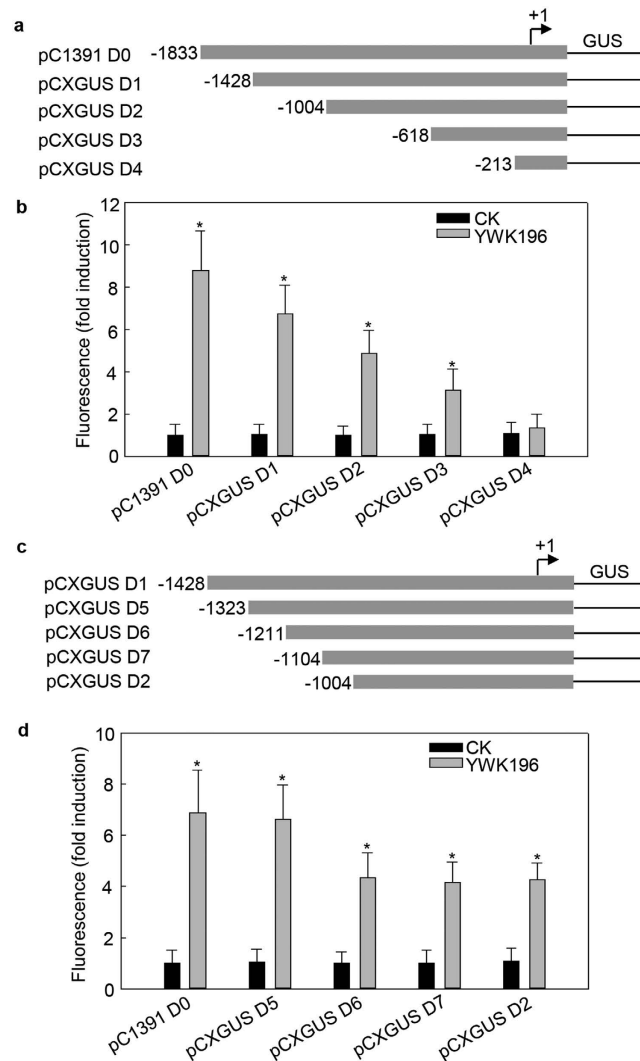 a
+1
GUS
pC1391 D0 -1833
pCXGUS D1 -1428
pCXGUS D2 -1004
pCXGUS D3 -618
pCXGUS D4 -213
b
Fluorescence (fold induction)
12
10
8
6
4
2
0
CK
YWK196
* * * *
pC1391 D0 pCXGUS D1 pCXGUS D2 pCXGUS D3 pCXGUS D4
c
+1
GUS
pCXGUS D1 -1428
pCXGUS D5 -1323
pCXGUS D6 -1211
pCXGUS D7 -1104
pCXGUS D2 -1004
d
Fluorescence (fold induction)
10
8
6
4
2
0
CK
YWK196
* * * * *
pC1391 D0 pCXGUS D5 pCXGUS D6 pCXGUS D7 pCXGUS D2